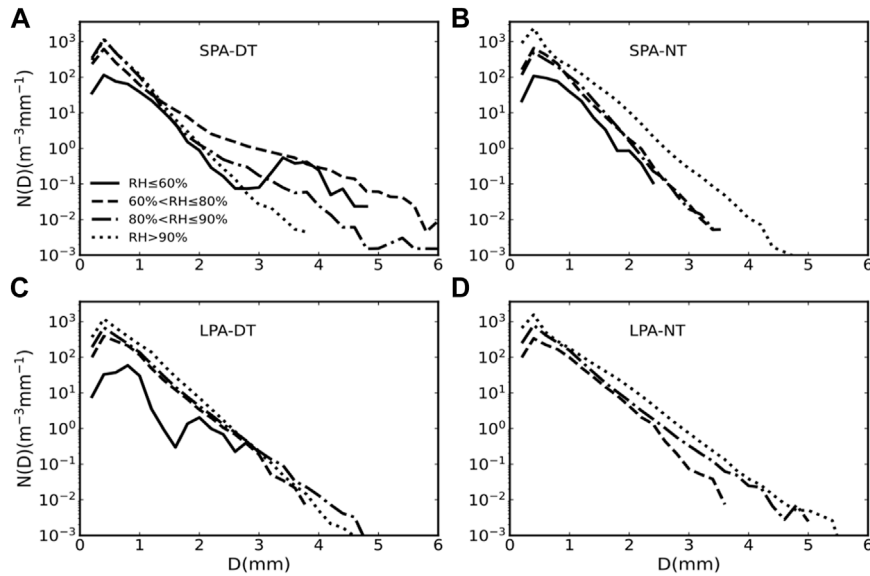 A
B
SPA-DT
SPA-NT
N(D)(m⁻³mm⁻¹)
10³
10²
10¹
10⁰
10⁻¹
10⁻²
10⁻³
RH≤60%
60%<RH≤80%
80%<RH≤90%
RH>90%
0 1 2 3 4 5 6
10³
10²
10¹
10⁰
10⁻¹
10⁻²
10⁻³
0 1 2 3 4 5 6
C
D
LPA-DT
LPA-NT
N(D)(m⁻³mm⁻¹)
10³
10²
10¹
10⁰
10⁻¹
10⁻²
10⁻³
0 1 2 3 4 5 6
D(mm)
10³
10²
10¹
10⁰
10⁻¹
10⁻²
10⁻³
0 1 2 3 4 5 6
D(mm)